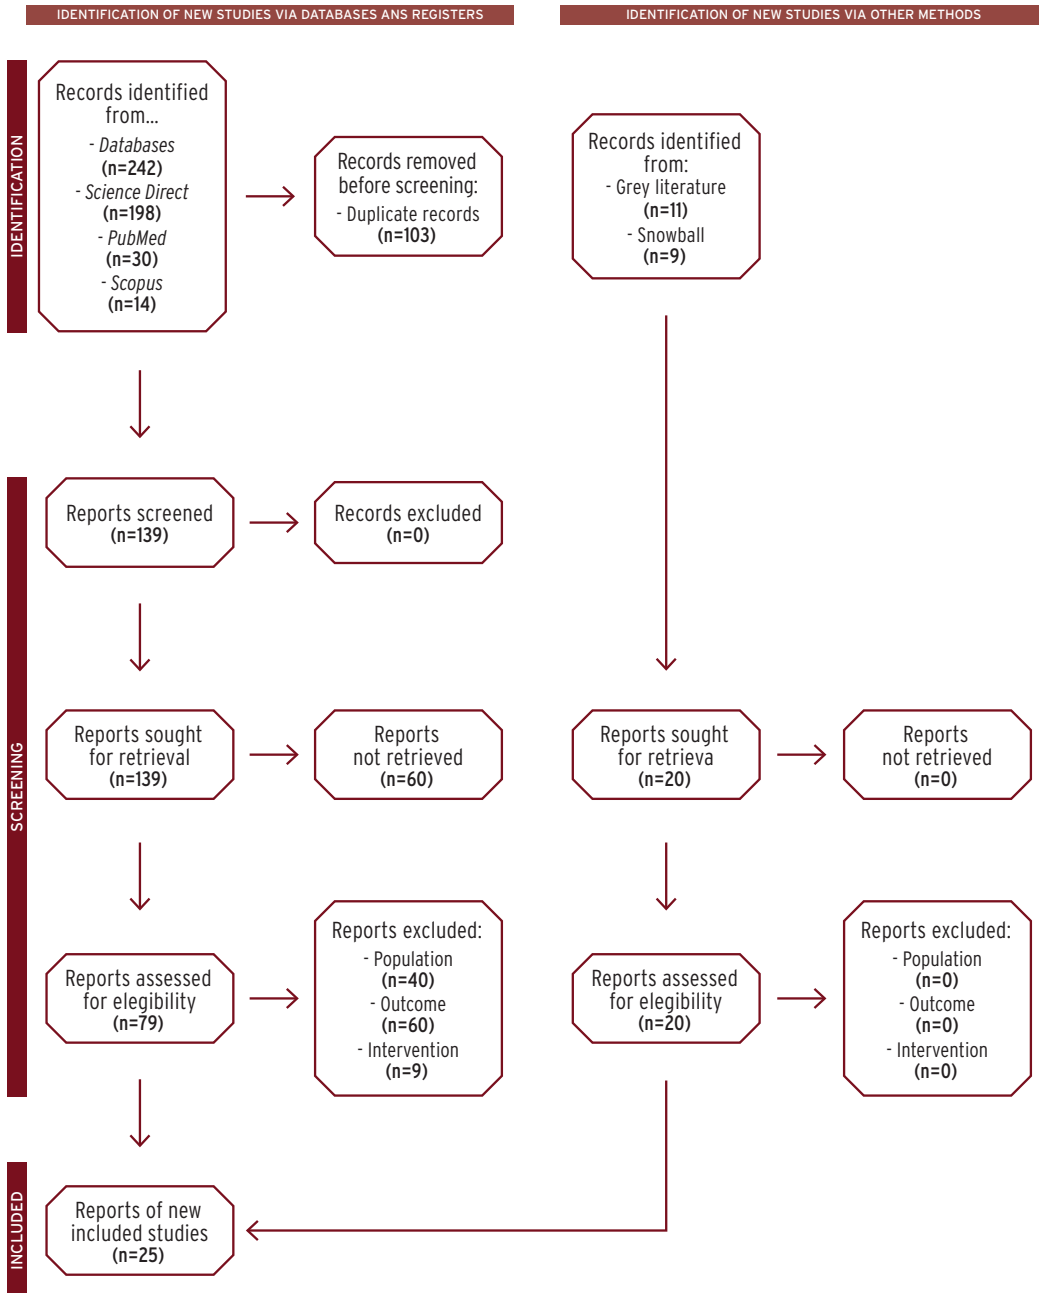 IDENTIFICATION OF NEW STUDIES VIA DATABASES ANS REGISTERS
IDENTIFICATION OF NEW STUDIES VIA OTHER METHODS
IDENTIFICATION
Records identified
from...
- Databases
(n=242)
- Science Direct
(n=198)
- PubMed
(n=30)
- Scopus
(n=14)
Records removed
before screening:
- Duplicate records
(n=103)
Records identified
from:
- Grey literature
(n=11)
- Snowball
(n=9)
SCREENING
Reports screened
(n=139)
Records excluded
(n=0)
Reports sought
for retrieval
(n=139)
Reports
not retrieved
(n=60)
Reports sought
for retrieva
(n=20)
Reports
not retrieved
(n=0)
Reports assessed
for elegibility
(n=79)
Reports excluded:
- Population
(n=40)
- Outcome
(n=60)
- Intervention
(n=9)
Reports assessed
for elegibility
(n=20)
Reports excluded:
- Population
(n=0)
- Outcome
(n=0)
- Intervention
(n=0)
INCLUDED
Reports of new
included studies
(n=25)